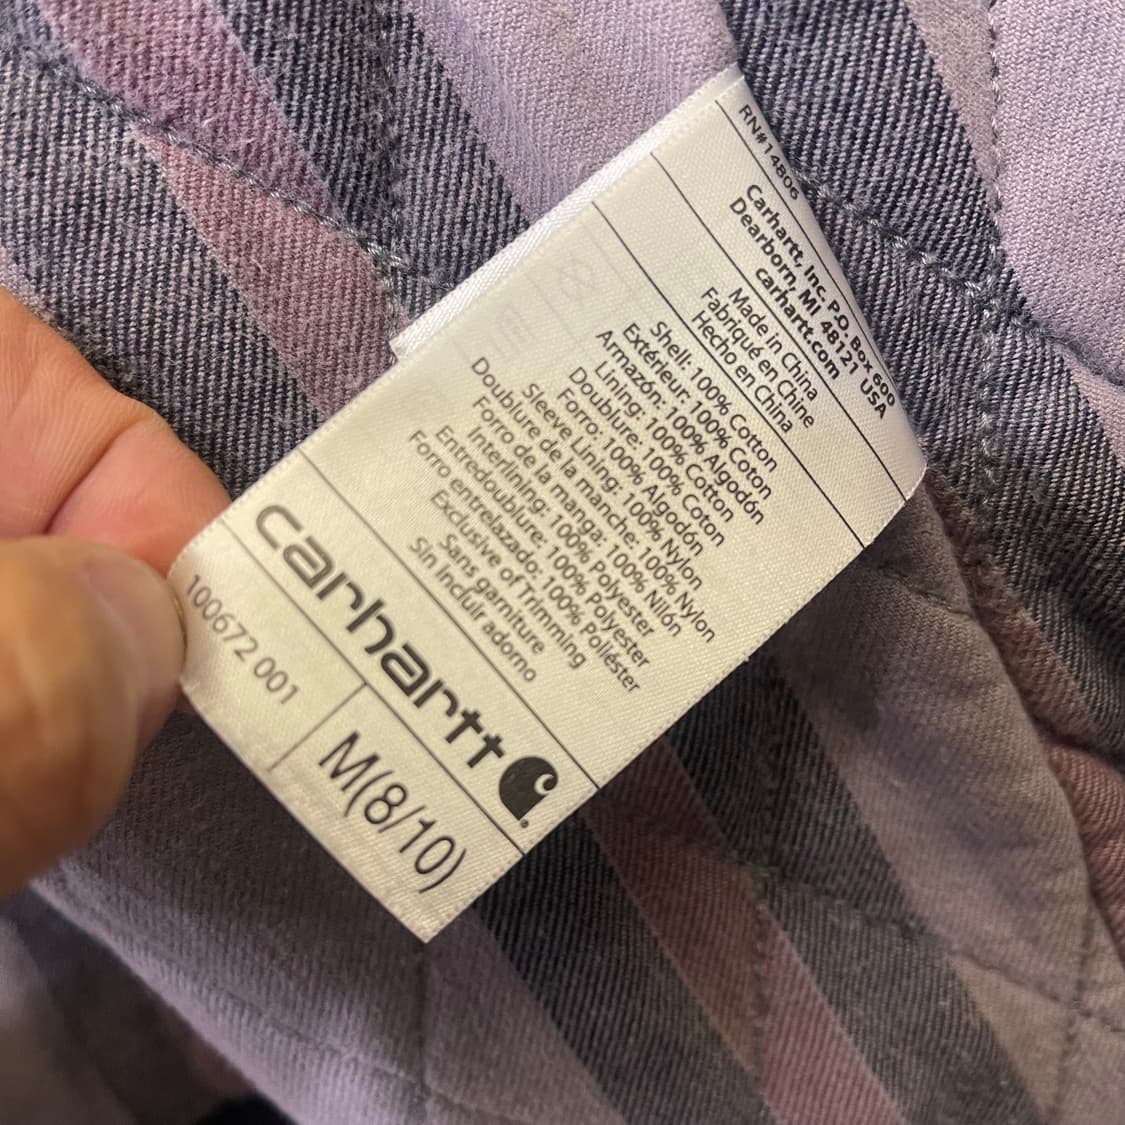 RN# 14806
Carhartt, Inc. P.O. Box 600
Dearborn, MI 48121 USA
carhartt.com
Made in China
Fabriqué en Chine
Hecho en China
Shell: 100% Cotton
Extérieur: 100% Coton
Armazón: 100% Algodón
Lining: 100% Cotton
Doublure: 100% Coton
Forro: 100% Algodón
Sleeve Lining: 100% Nylon
Doublure de la manche: 100% Nylon
Forro de la manga: 100% Nilón
Interlining: 100% Polyester
Entredoublure: 100% Polyester
Forro entrelazado: 100% Poliéster
Exclusive of Trimming
Sans garniture
Sin Incluir adorno
carhartt
100672 001
M(8/10)